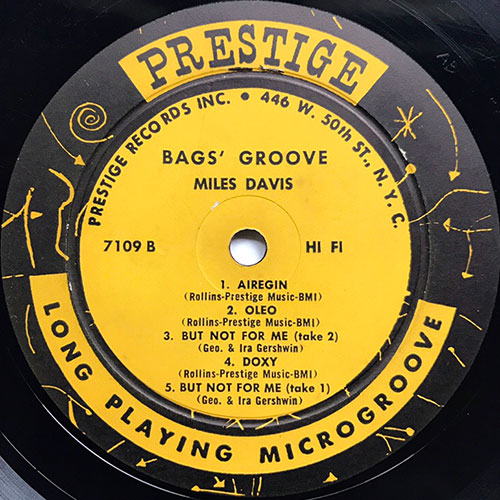 PRESTIGE
PRESTIGE RECORDS INC. • 446 W. 50TH ST., N.Y.C.
BAGS' GROOVE
MILES DAVIS
7109 B HI FI
1. AIREGIN
(Rollins-Prestige Music-BMI)
2. OLEO
(Rollins-Prestige Music-BMI)
3. BUT NOT FOR ME (take 2)
(Geo. & Ira Gershwin)
4. DOXY
(Rollins-Prestige Music-BMI)
5. BUT NOT FOR ME (take 1)
(Geo. & Ira Gershwin)
LONG PLAYING MICROGROOVE